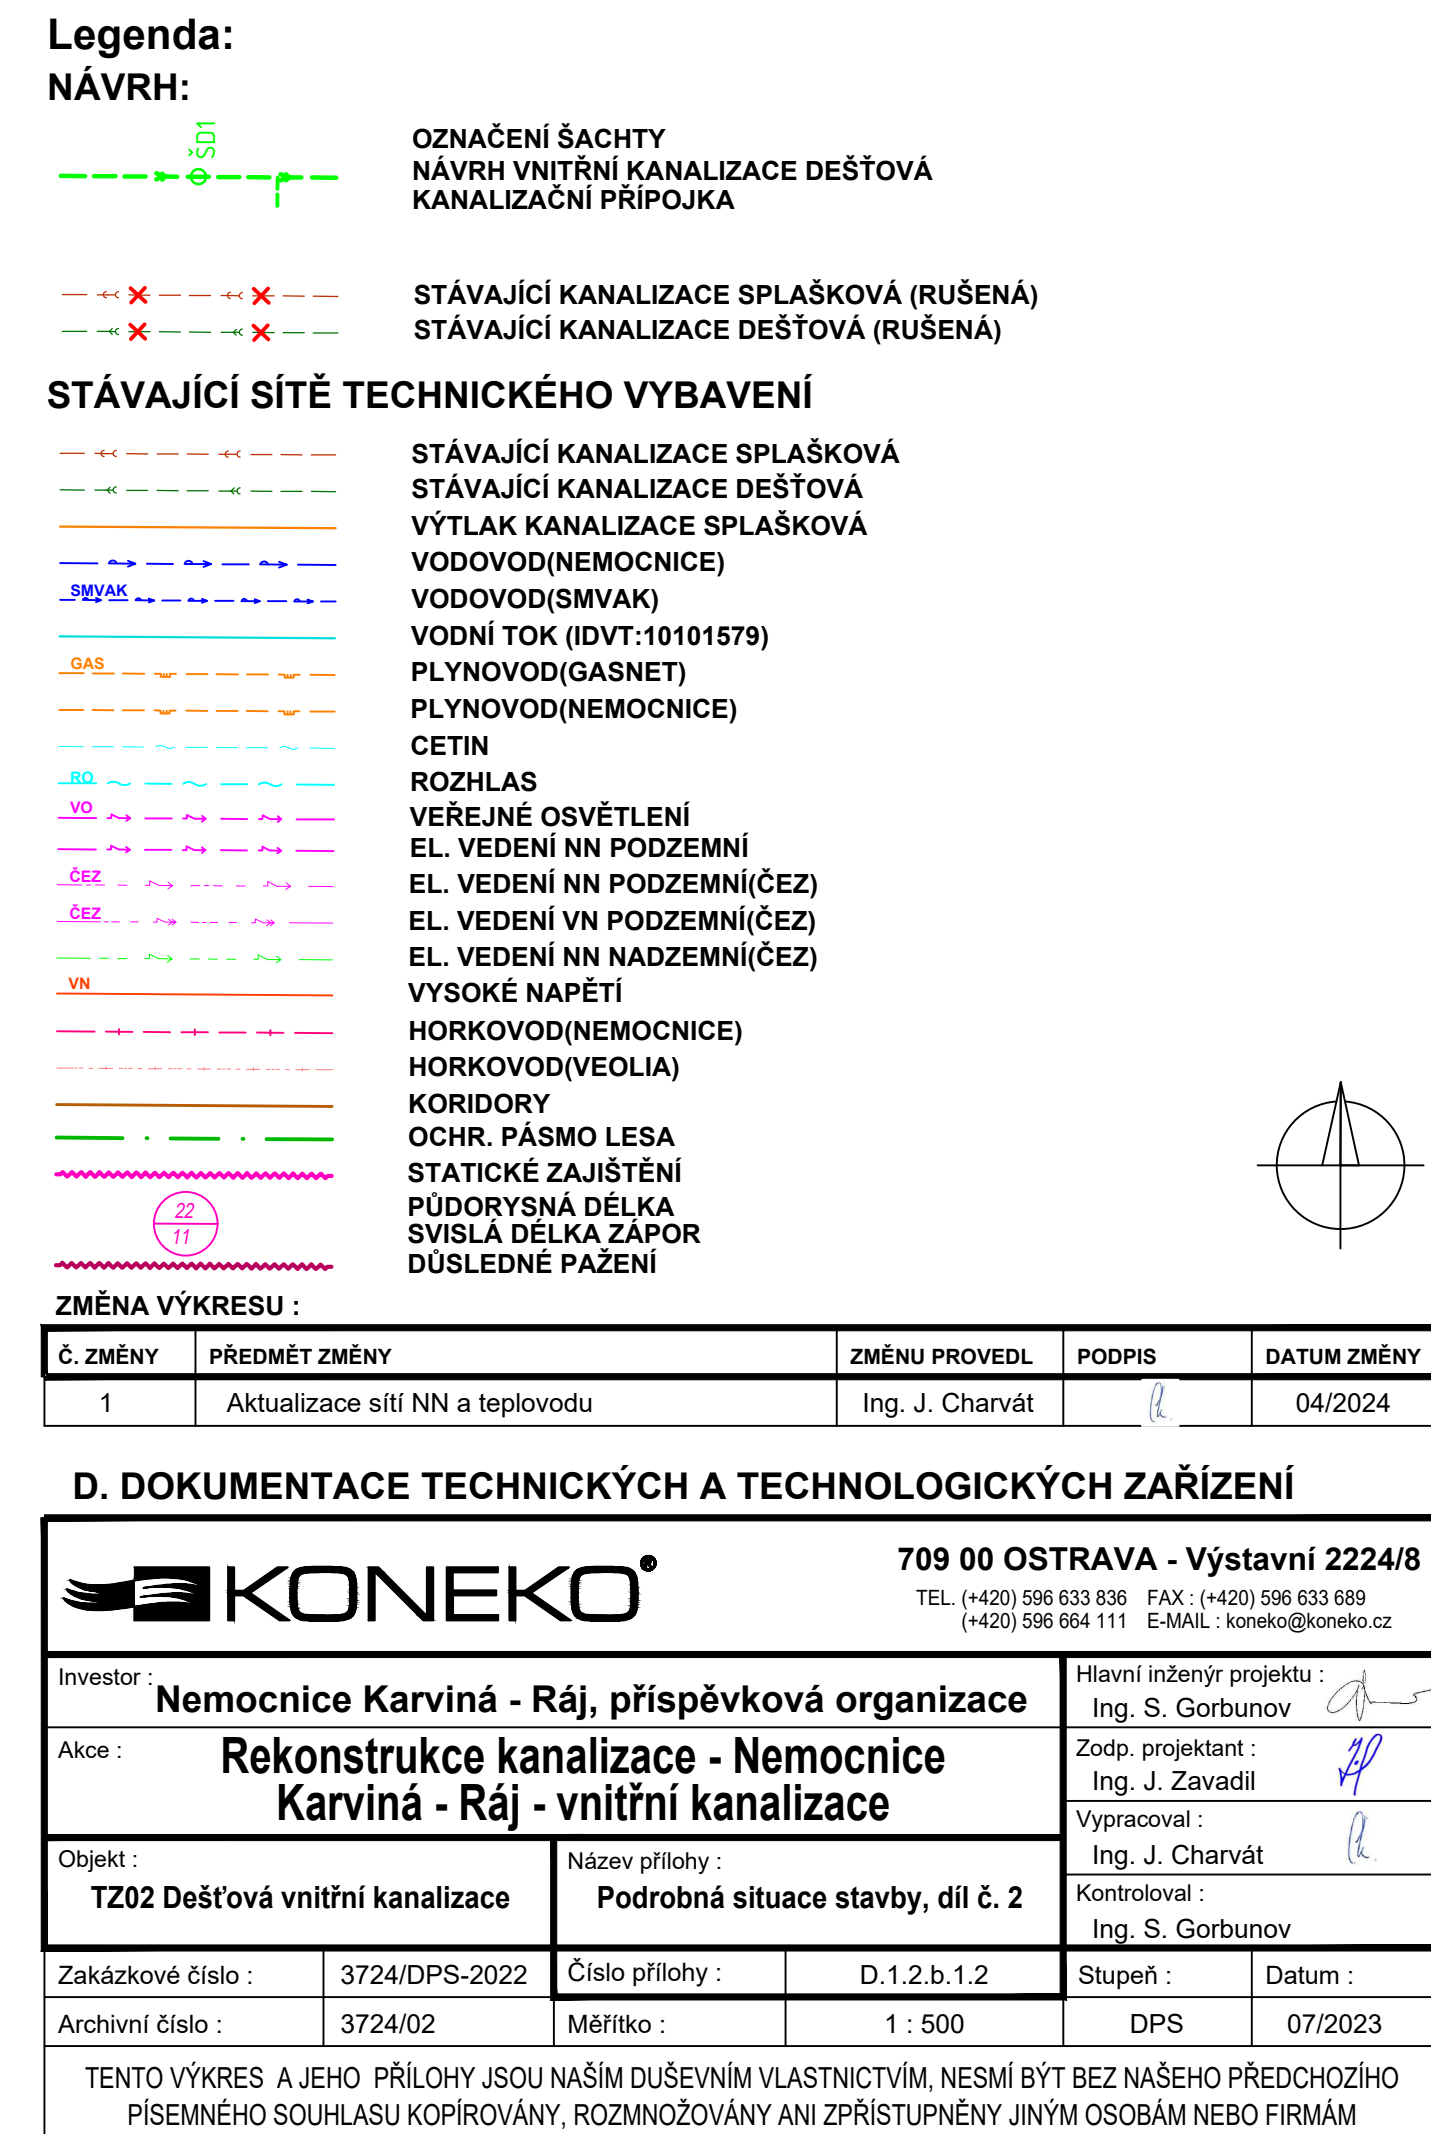 Legenda:
NÁVRH:
ŠD1
OZNAČENÍ ŠACHTY
NÁVRH VNITŘNÍ KANALIZACE DEŠŤOVÁ
KANALIZAČNÍ PŘÍPOJKA
STÁVAJÍCÍ KANALIZACE SPLAŠKOVÁ (RUŠENÁ)
STÁVAJÍCÍ KANALIZACE DEŠŤOVÁ (RUŠENÁ)
STÁVAJÍCÍ SÍTĚ TECHNICKÉHO VYBAVENÍ
STÁVAJÍCÍ KANALIZACE SPLAŠKOVÁ
STÁVAJÍCÍ KANALIZACE DEŠŤOVÁ
VÝTLAK KANALIZACE SPLAŠKOVÁ
VODOVOD(NEMOCNICE)
SMVAK VODOVOD(SMVAK)
VODNÍ TOK (IDVT:10101579)
GAS PLYNOVOD(GASNET)
PLYNOVOD(NEMOCNICE)
CETIN
RO ROZHLAS
VO VEŘEJNÉ OSVĚTLENÍ
EL. VEDENÍ NN PODZEMNÍ
ČEZ EL. VEDENÍ NN PODZEMNÍ(ČEZ)
ČEZ EL. VEDENÍ VN PODZEMNÍ(ČEZ)
EL. VEDENÍ NN NADZEMNÍ(ČEZ)
VN VYSOKÉ NAPĚTÍ
HORKOVOD(NEMOCNICE)
HORKOVOD(VEOLIA)
KORIDORY
OCHR. PÁSMO LESA
STATICKÉ ZAJIŠTĚNÍ
22 PŮDORYSNÁ DÉLKA
11 SVISLÁ DÉLKA ZÁPOR
DŮSLEDNÉ PAŽENÍ
ZMĚNA VÝKRESU :
Č. ZMĚNY PŘEDMĚT ZMĚNY ZMĚNU PROVEDL PODPIS DATUM ZMĚNY
1 Aktualizace sítí NN a teplovodu Ing. J. Charvát Ch. 04/2024
D. DOKUMENTACE TECHNICKÝCH A TECHNOLOGICKÝCH ZAŘÍZENÍ
KONEKO®
709 00 OSTRAVA - Výstavní 2224/8
TEL. (+420) 596 633 836 FAX : (+420) 596 633 689
(+420) 596 664 111 E-MAIL : koneko@koneko.cz
Investor :
Nemocnice Karviná - Ráj, příspěvková organizace
Hlavní inženýr projektu :
Ing. S. Gorbunov
Akce :
Rekonstrukce kanalizace - Nemocnice
Karviná - Ráj - vnitřní kanalizace
Zodp. projektant :
Ing. J. Zavadil
Vypracoval :
Ing. J. Charvát Ch.
Objekt :
TZ02 Dešťová vnitřní kanalizace
Název přílohy :
Podrobná situace stavby, díl č. 2
Kontroloval :
Ing. S. Gorbunov
Zakázkové číslo : 3724/DPS-2022 Číslo přílohy : D.1.2.b.1.2 Stupeň : Datum :
Archivní číslo : 3724/02 Měřítko : 1 : 500 DPS 07/2023
TENTO VÝKRES A JEHO PŘÍLOHY JSOU NAŠÍM DUŠEVNÍM VLASTNICTVÍM, NESMÍ BÝT BEZ NAŠEHO PŘEDCHOZÍHO
PÍSEMNÉHO SOUHLASU KOPÍROVÁNY, ROZMNOŽOVÁNY ANI ZPŘÍSTUPNĚNY JINÝM OSOBÁM NEBO FIRMÁM